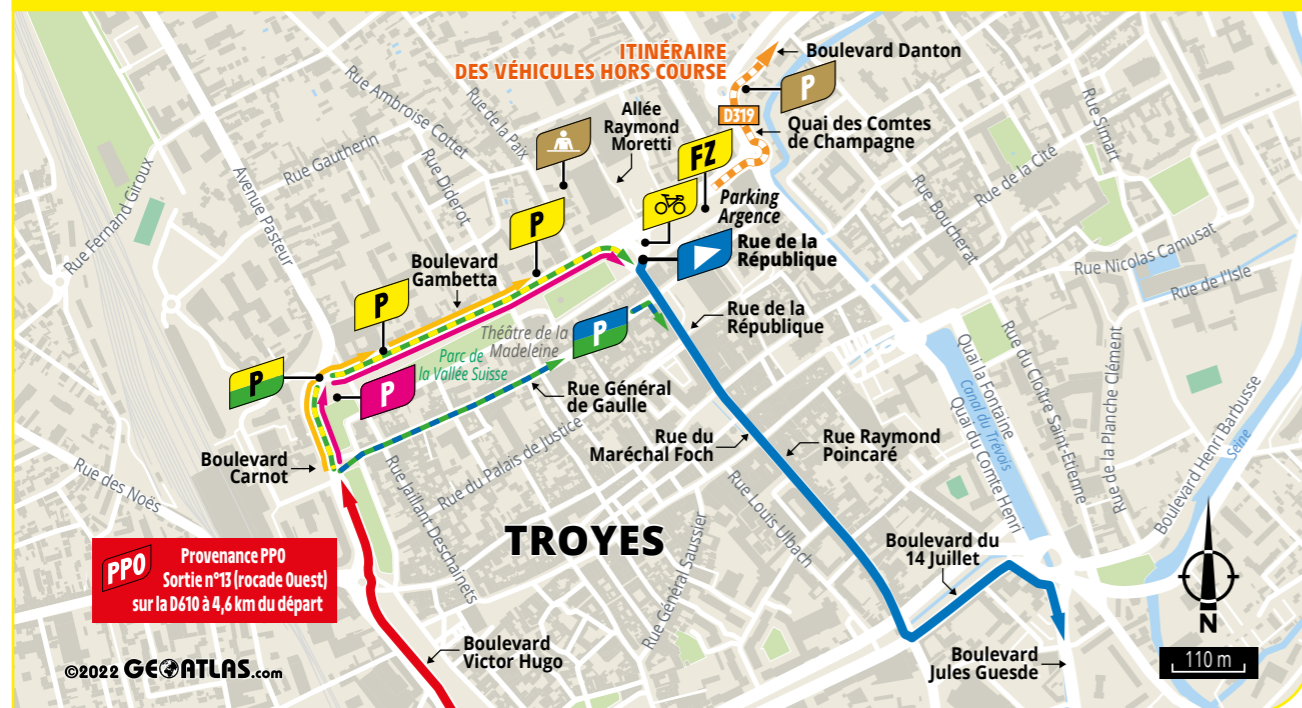 ITINÉRAIRE
DES VÉHICULES HORS COURSE
Boulevard Danton
P
D319
Quai des Comtes
de Champagne
Rue Simart
Rue Ambroise Cottet
Rue de la Paix
Allée
Raymond
Moretti
FZ
Rue Gautherin
Rue Diderot
Rue Fernand Giroux
Avenue Pasteur
Rue de la Cité
Rue Boucherat
Parking
Argence
P
Rue de la
République
Boulevard
Gambetta
Rue Nicolas Camusat
Rue de l'Isle
P
Rue de la
République
Théâtre de la
Madeleine
P
Parc de
la Vallée Suisse
P
P
Rue Général
de Gaulle
Quai la Fontaine
Canal du Trévois
Quai du Comte Henri
Rue du Cloître Saint-Etienne
Rue de la Planche Clément
Boulevard Henri Barbusse
Seine
Rue du
Maréchal Foch
Rue Raymond
Poincaré
Boulevard
Carnot
Rue du Palais de Justice
Rue Jaillant Deschainets
Rue des Noës
Rue Louis Ulbach
Rue Général Saussier
TROYES
Boulevard du
14 Juillet
PPO
Provenance PPO
Sortie n°13 (rocade Ouest)
sur la D610 à 4,6 km du départ
N
Boulevard
Victor Hugo
Boulevard
Jules Guesde
110 m
©2022 GEOATLAS.com